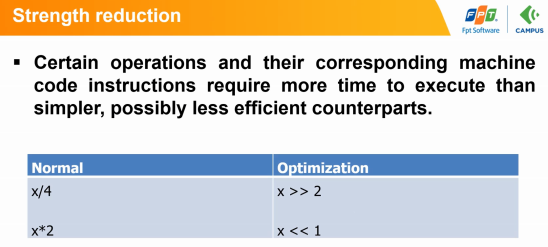 Strength reduction
FPT
Fpt Software
CAMPUS
▪ Certain operations and their corresponding machine
code instructions require more time to execute than
simpler, possibly less efficient counterparts.
Normal Optimization
x/4 x >> 2
x*2 x << 1